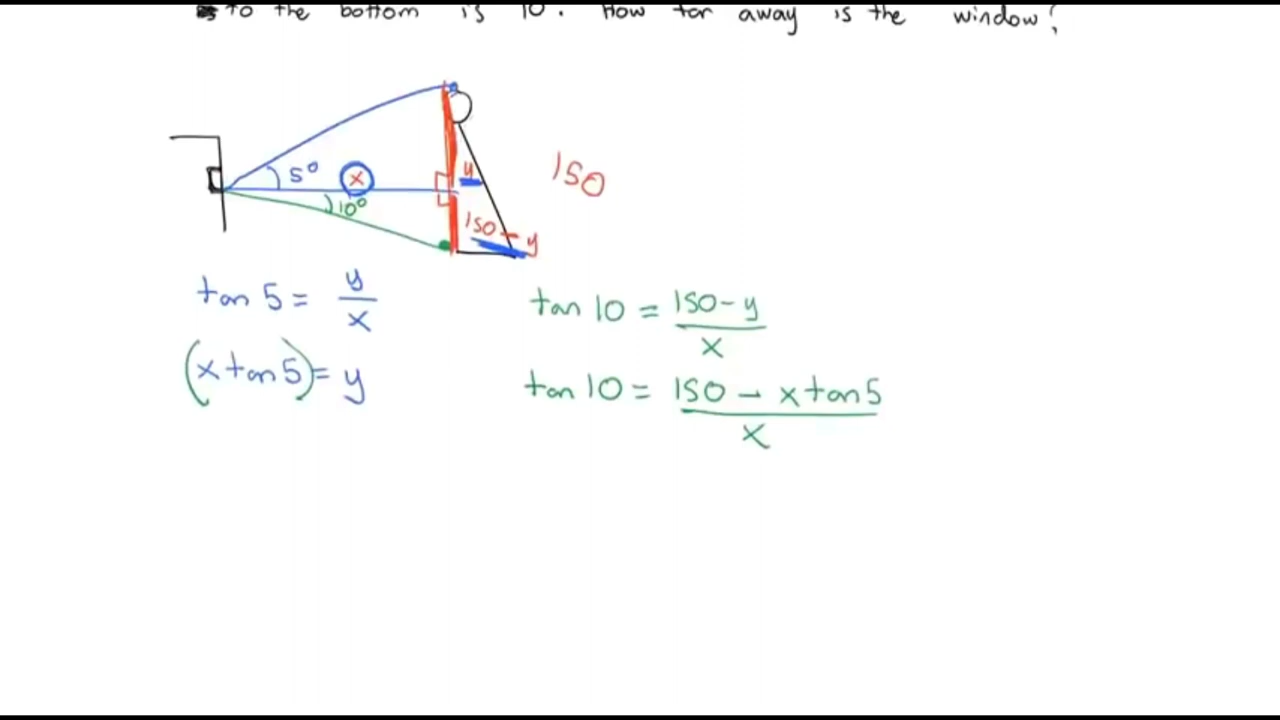 to the bottom is 10°. How far away is the window?
5°
x
y
150
10°
150 - y
tan 5 = y/x
tan 10 = 150 - y/x
(x tan 5) = y
tan 10 = 150 - x tan 5/x